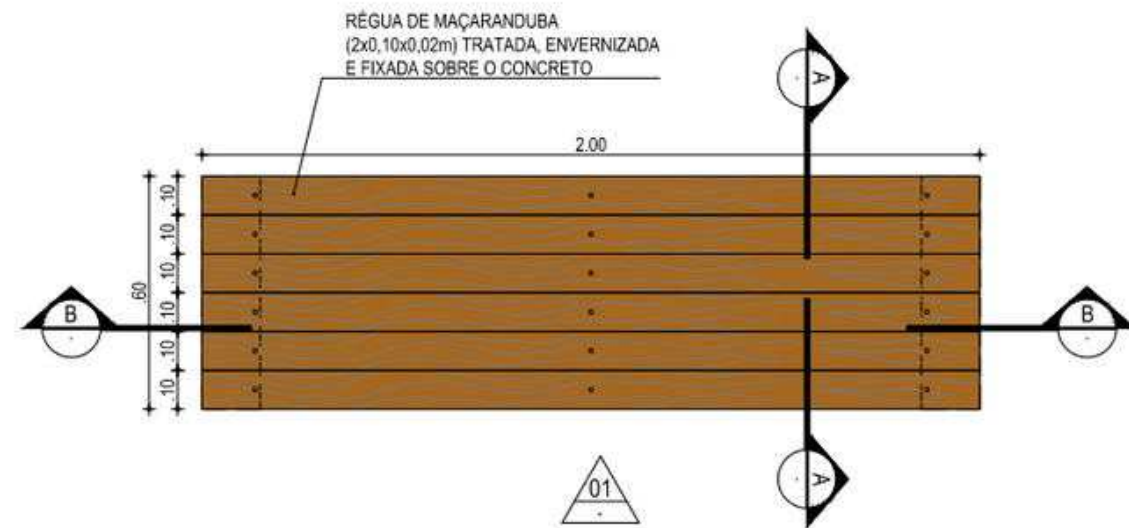 RÉGUA DE MAÇARANDUBA
(2x0,10x0,02m) TRATADA, ENVERNIZADA
E FIXADA SOBRE O CONCRETO
A
2.00
.10
.10
.10
.10
.10
.10
.60
B
B
A
01